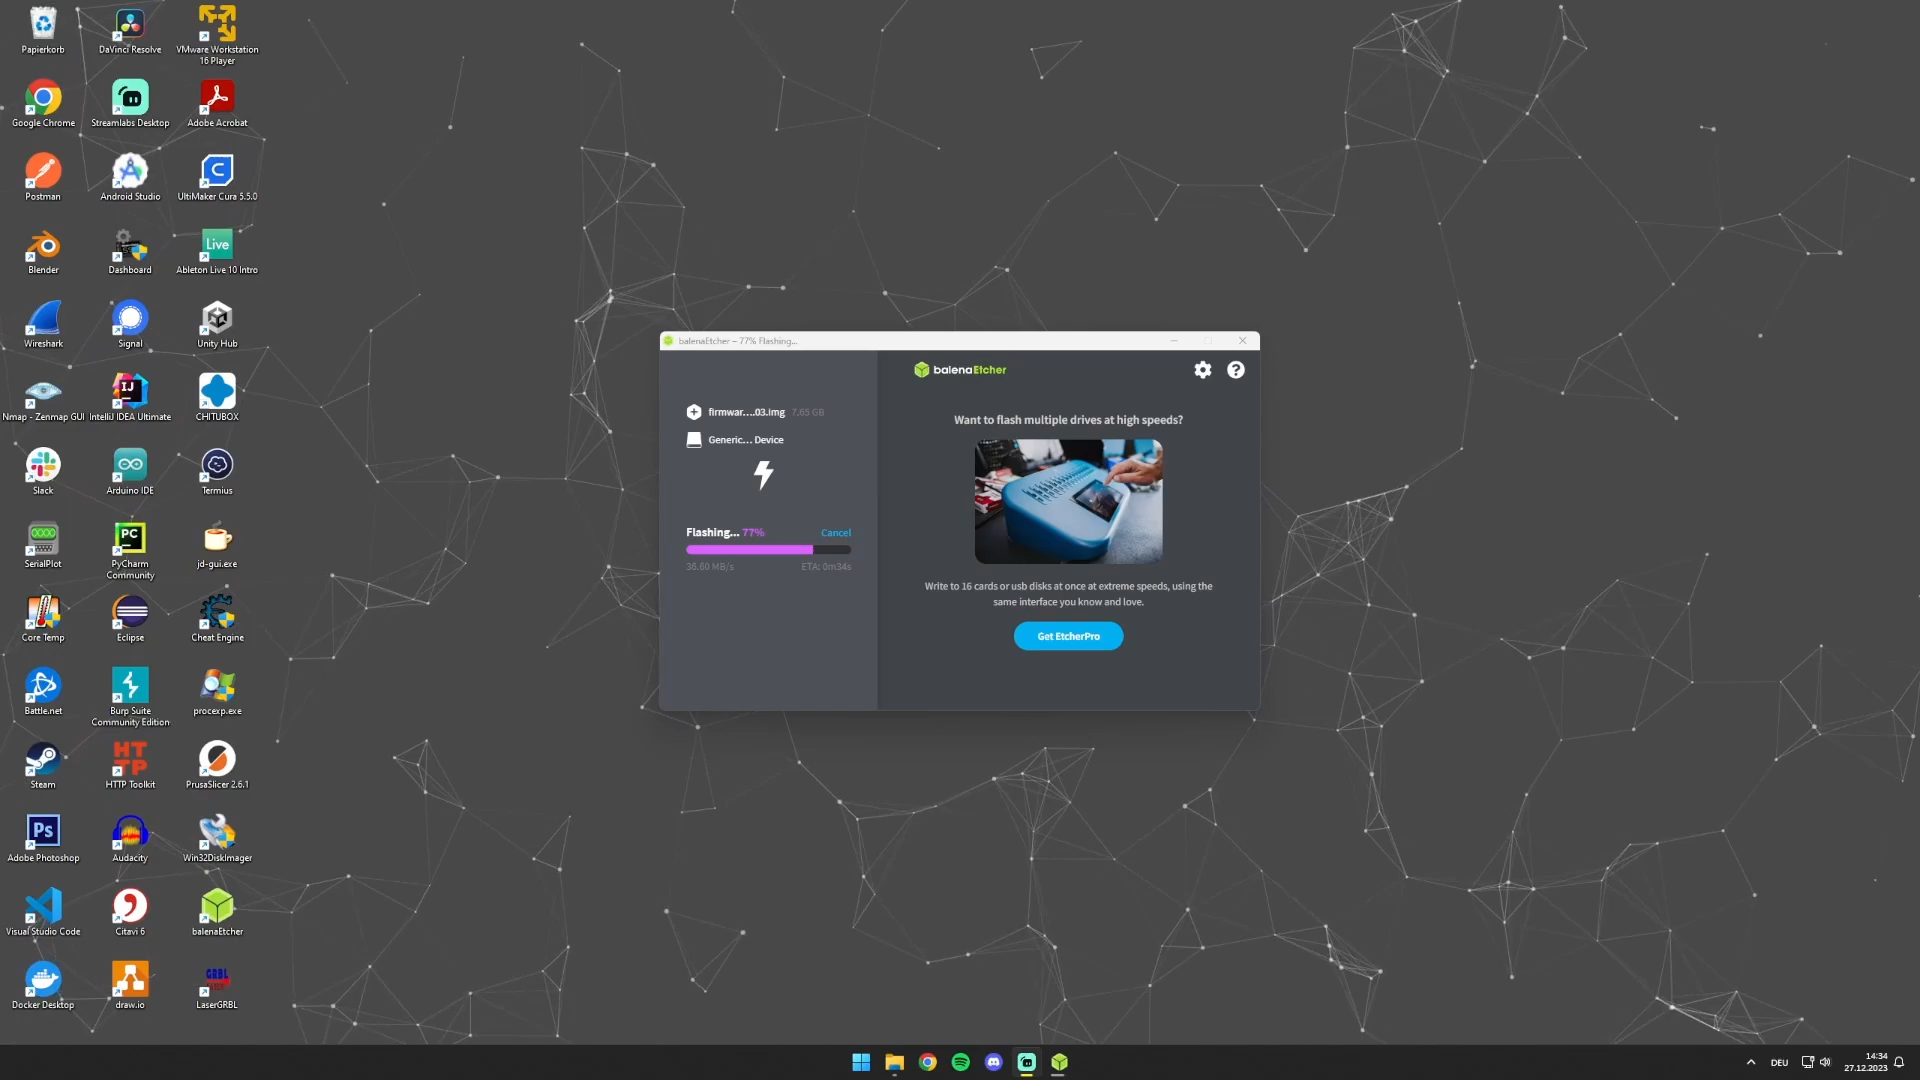 Papierkorb
DaVinci Resolve
VMware Workstation
16 Player
Google Chrome
Streamlabs Desktop
Adobe Acrobat
Postman
Android Studio
UltiMaker Cura 5.5.0
Blender
Dashboard
Live
Ableton Live 10 Intro
Wireshark
Signal
Unity Hub
Nmap - Zenmap GUI
IJ
IntelliJ IDEA Ultimate
CHITUBOX
Slack
Arduino IDE
Termius
SerialPlot
PC
PyCharm
Community
jd-gui.exe
Core Temp
Eclipse
Cheat Engine
Battle.net
Burp Suite
Community Edition
procexp.exe
Steam
HT
TP
HTTP Toolkit
PrusaSlicer 2.6.1
Ps
Adobe Photoshop
Audacity
Win32DiskImager
Visual Studio Code
Citavi 6
balenaEtcher
Docker Desktop
draw.io
GRBL
LaserGRBL
balenaEtcher – 77% Flashing...
balenaEtcher
firmwar....03.img 7.65 GB
Generic... Device
Flashing... 77% Cancel
36.60 MB/s ETA: 0m34s
Want to flash multiple drives at high speeds?
Write to 16 cards or usb disks at once at extreme speeds, using the
same interface you know and love.
Get EtcherPro
DEU
14:34
27.12.2023